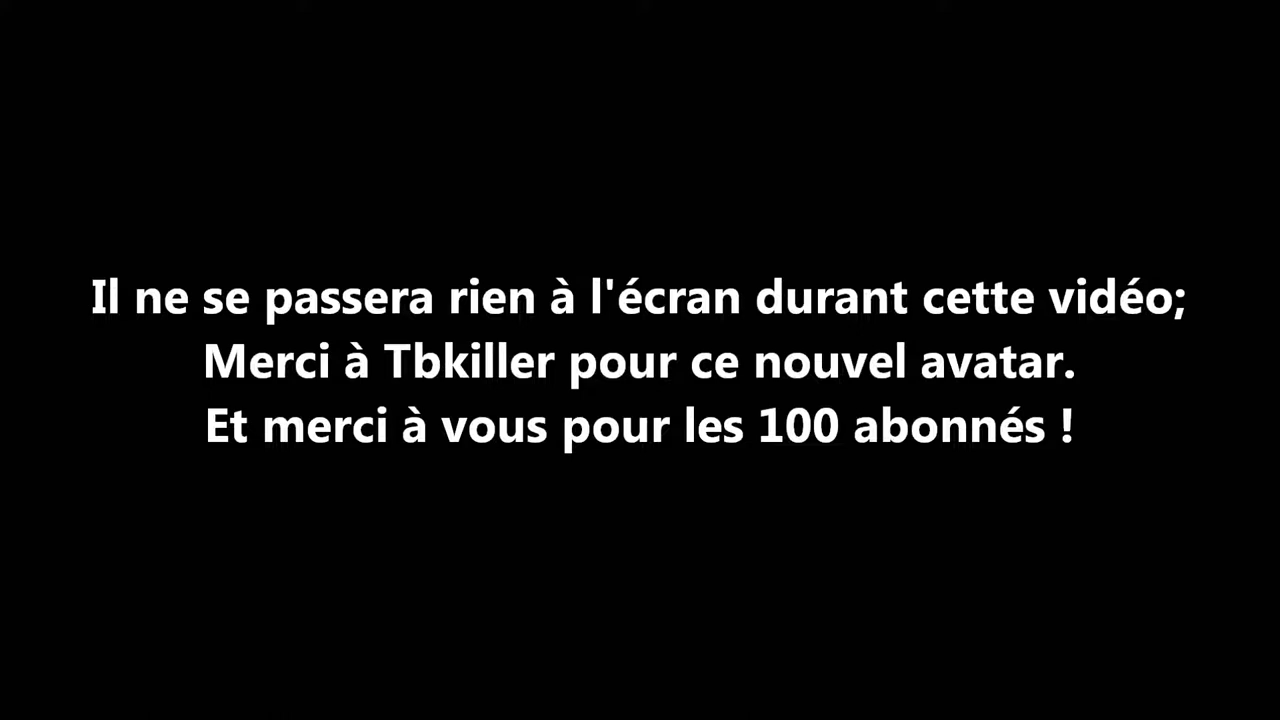 Il ne se passera rien à l'écran durant cette vidéo;
Merci à Tbkiller pour ce nouvel avatar.
Et merci à vous pour les 100 abonnés !